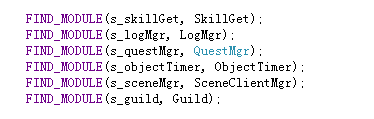 FIND_MODULE(s_skillGet, SkillGet);
FIND_MODULE(s_logMgr, LogMgr);
FIND_MODULE(s_questMgr, QuestMgr);
FIND_MODULE(s_objectTimer, ObjectTimer);
FIND_MODULE(s_sceneMgr, SceneClientMgr);
FIND_MODULE(s_guild, Guild);